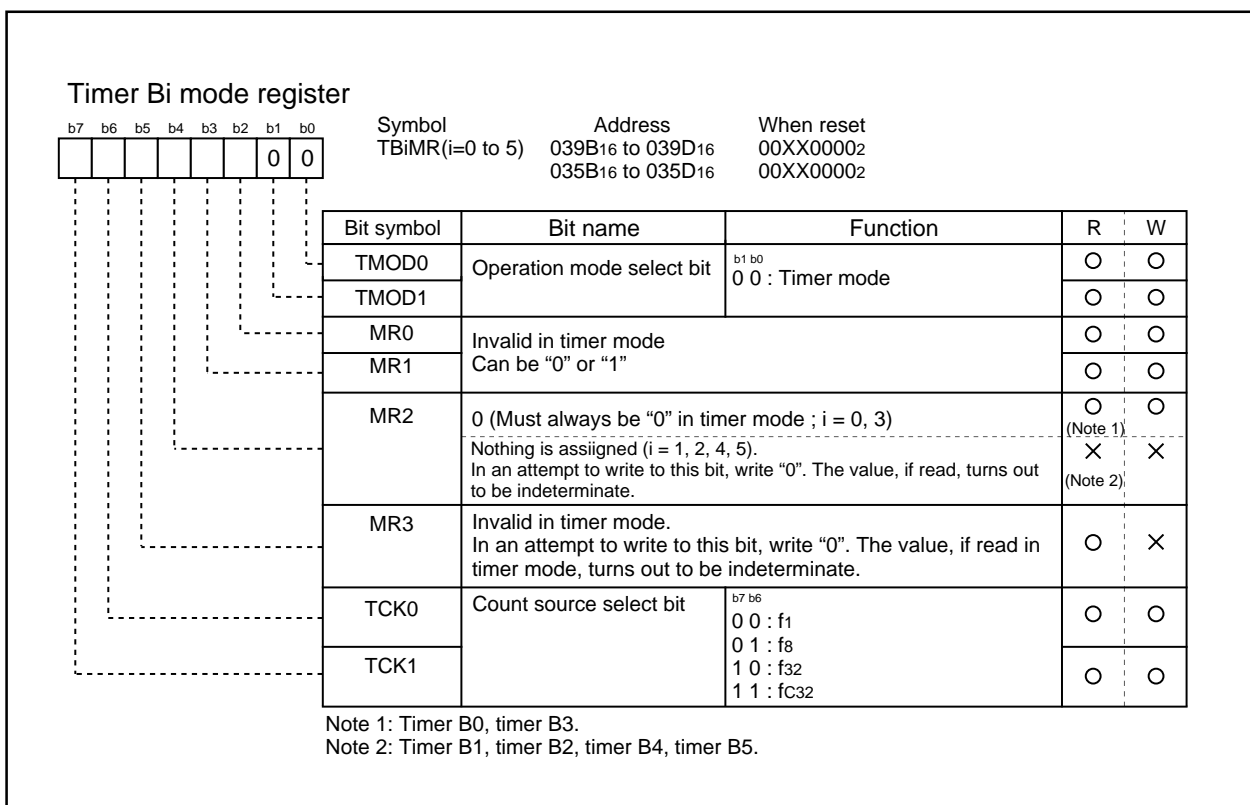 Timer Bi mode register
b7 b6 b5 b4 b3 b2 b1 b0
0 0
Symbol Address When reset
TBiMR(i=0 to 5) 039B16 to 039D16 00XX00002
035B16 to 035D16 00XX00002
Bit symbol Bit name Function R W
TMOD0 Operation mode select bit b1 b0
0 0 : Timer mode
TMOD1
MR0 Invalid in timer mode
Can be “0” or “1”
MR1
MR2 0 (Must always be “0” in timer mode ; i = 0, 3)
(Note 1)
Nothing is assiigned (i = 1, 2, 4, 5).
In an attempt to write to this bit, write “0”. The value, if read, turns out
to be indeterminate.
(Note 2)
MR3 Invalid in timer mode.
In an attempt to write to this bit, write “0”. The value, if read in
timer mode, turns out to be indeterminate.
TCK0 Count source select bit b7 b6
0 0 : f1
0 1 : f8
TCK1 1 0 : f32
1 1 : fC32
Note 1: Timer B0, timer B3.
Note 2: Timer B1, timer B2, timer B4, timer B5.